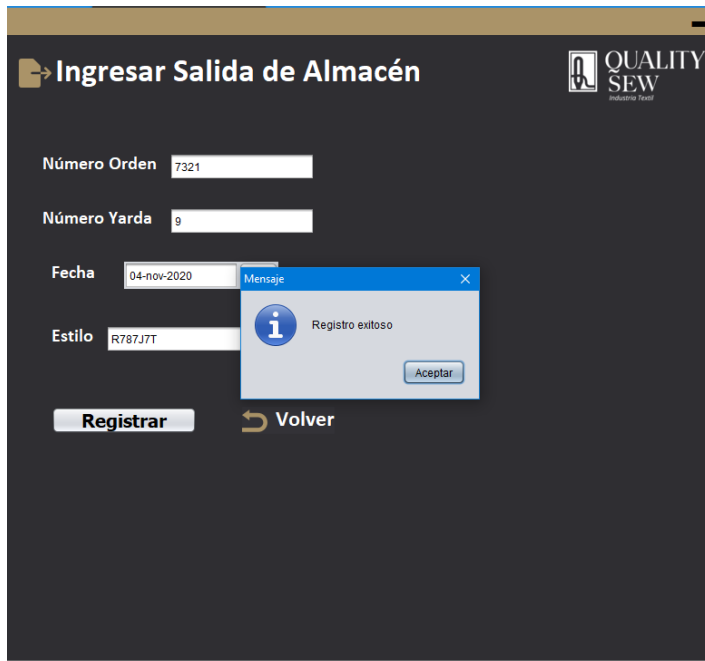 Ingresar Salida de Almacén
QUALITY
SEW
Industria Textil
Número Orden 7321
Número Yarda 9
Fecha 04-nov-2020
Mensaje
Registro exitoso
Aceptar
Estilo R787J7T
Registrar Volver